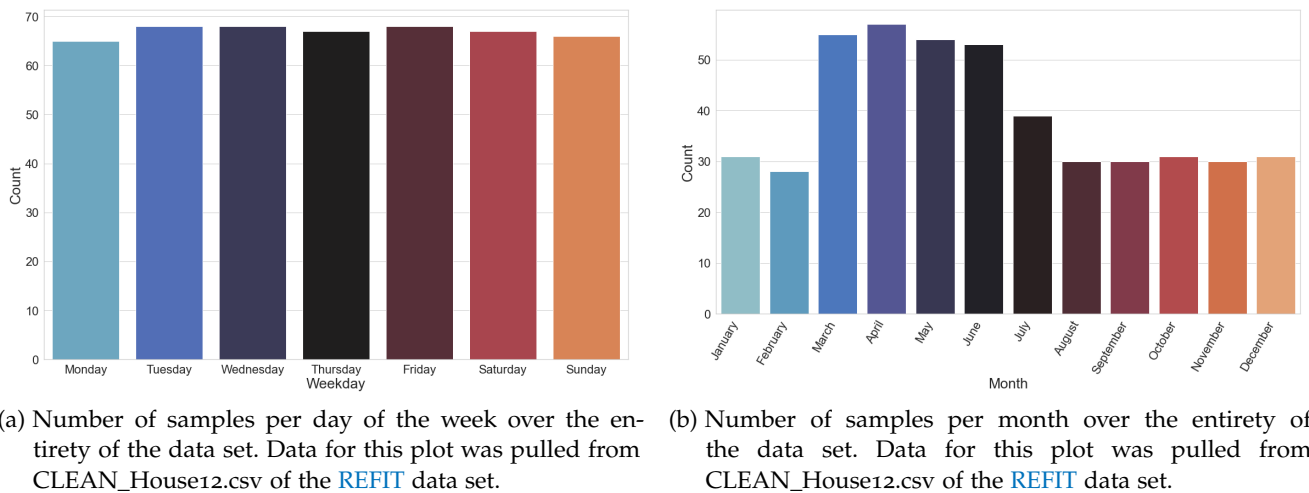 70
60
50
40
30
20
10
0
Count
Monday Tuesday Wednesday Thursday Friday Saturday Sunday
Weekday
50
40
30
20
10
0
Count
January February March April May June July August September October November December
Month
(a) Number of samples per day of the week over the en-
tirety of the data set. Data for this plot was pulled from
CLEAN_House12.csv of the REFIT data set.
(b) Number of samples per month over the entirety of
the data set. Data for this plot was pulled from
CLEAN_House12.csv of the REFIT data set.